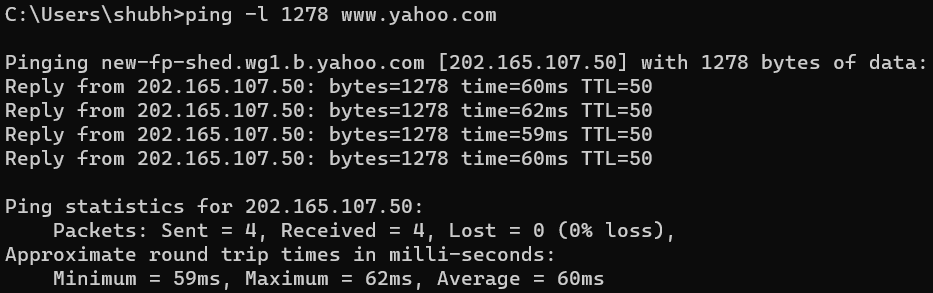 C:\Users\shubh>ping -l 1278 www.yahoo.com
Pinging new-fp-shed.wg1.b.yahoo.com [202.165.107.50] with 1278 bytes of data:
Reply from 202.165.107.50: bytes=1278 time=60ms TTL=50
Reply from 202.165.107.50: bytes=1278 time=62ms TTL=50
Reply from 202.165.107.50: bytes=1278 time=59ms TTL=50
Reply from 202.165.107.50: bytes=1278 time=60ms TTL=50
Ping statistics for 202.165.107.50:
    Packets: Sent = 4, Received = 4, Lost = 0 (0% loss),
Approximate round trip times in milli-seconds:
    Minimum = 59ms, Maximum = 62ms, Average = 60ms